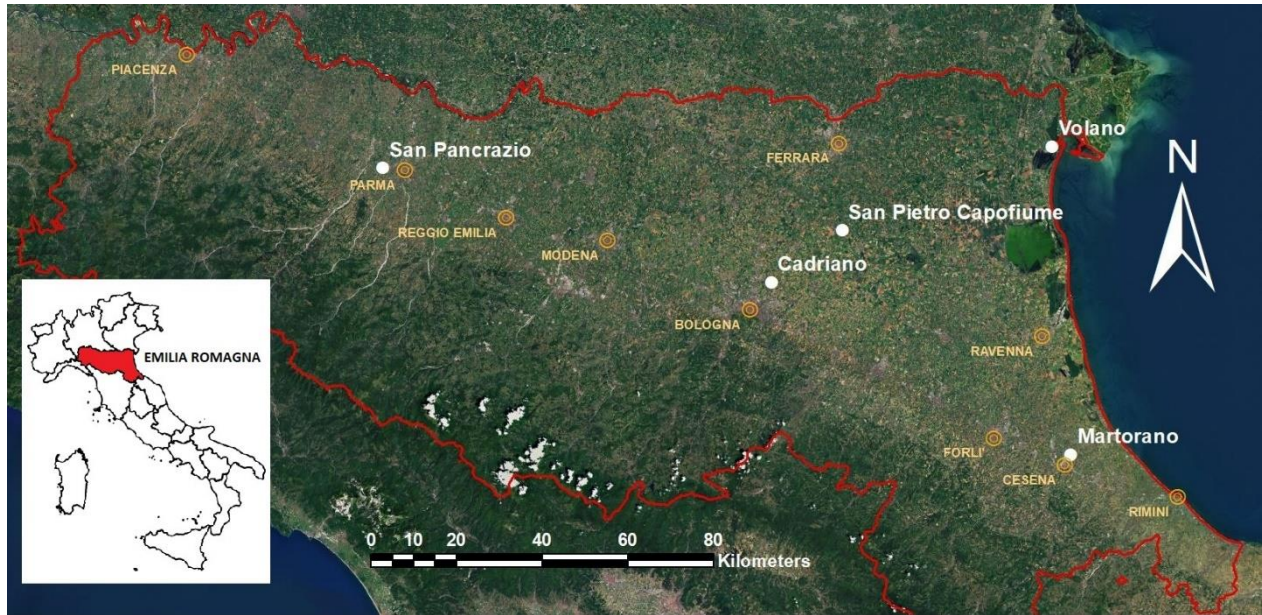 PIACENZA
Volano
N
San Pancrazio
FERRARA
PARMA
San Pietro Capofiume
REGGIO EMILIA
MODENA
Cadriano
BOLOGNA
RAVENNA
EMILIA ROMAGNA
Martorano
FORLI'
CESENA
RIMINI
0 10 20 40 60 80
Kilometers